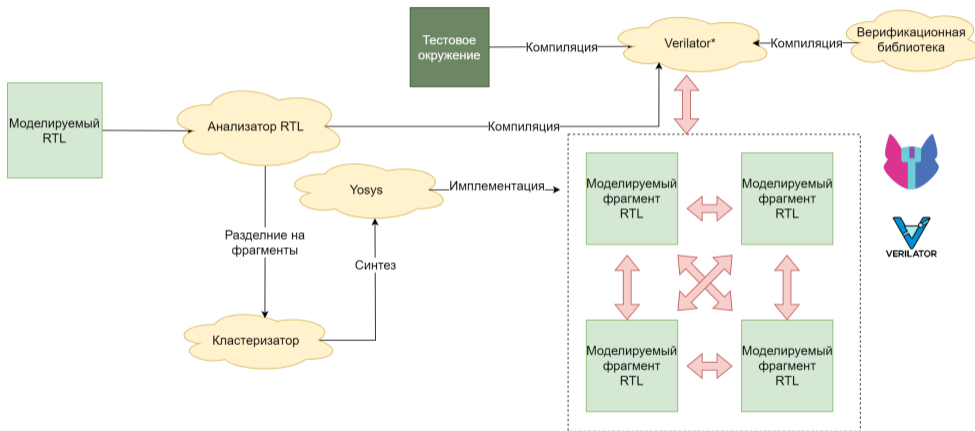 Тестовое
окружение
Компиляция
Verilator*
Компиляция
Верификационная
библиотека
Моделируемый
RTL
Анализатор RTL
Компиляция
Yosys
Имплементация
Разделние на
фрагменты
Синтез
Кластеризатор
Моделируемый
фрагмент
RTL
Моделируемый
фрагмент
RTL
Моделируемый
фрагмент
RTL
Моделируемый
фрагмент
RTL
VERILATOR